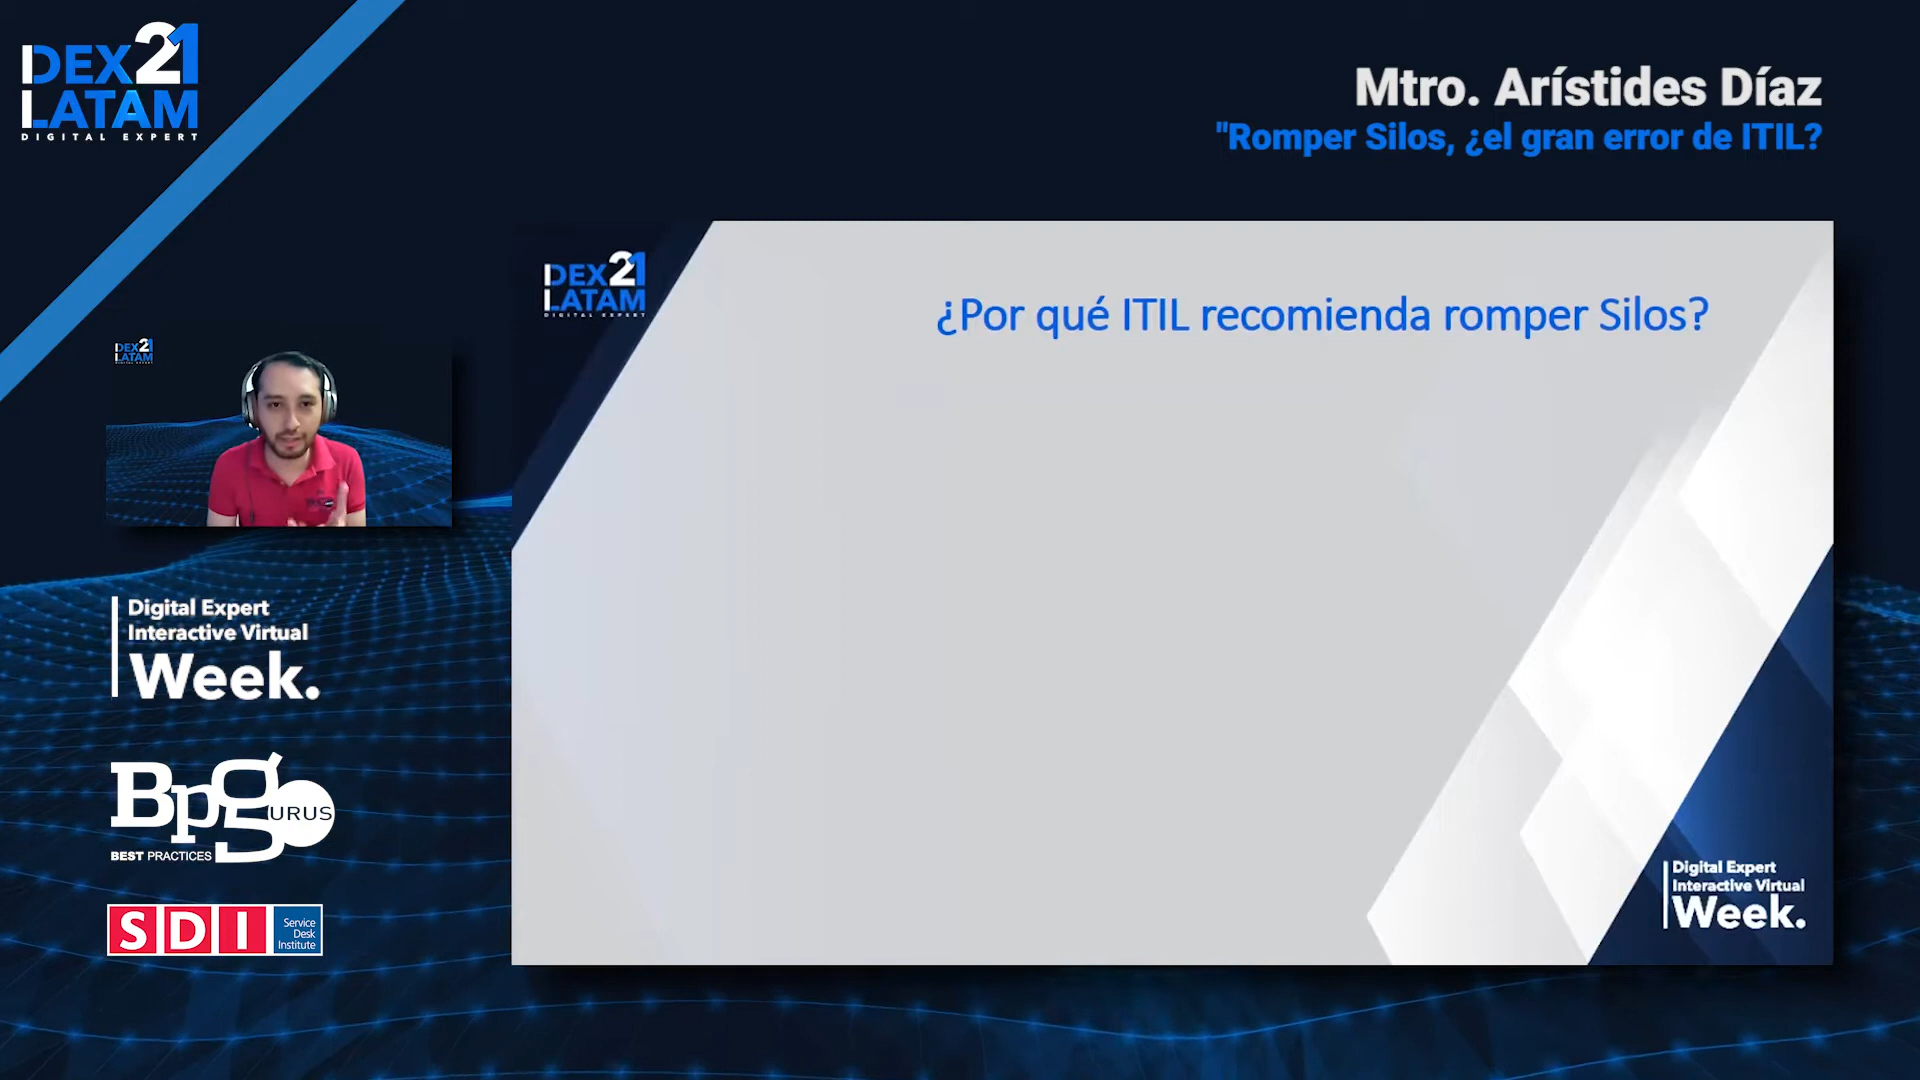 DEX21
LATAM
DIGITAL EXPERT
Mtro. Arístides Díaz
"Romper Silos, ¿el gran error de ITIL?
DEX21
LATAM
DIGITAL EXPERT
¿Por qué ITIL recomienda romper Silos?
DEX21
LATAM
Digital Expert
Interactive Virtual
Week.
BpGURUS
BEST PRACTICES
SDI Service
Desk
Institute
Digital Expert
Interactive Virtual
Week.